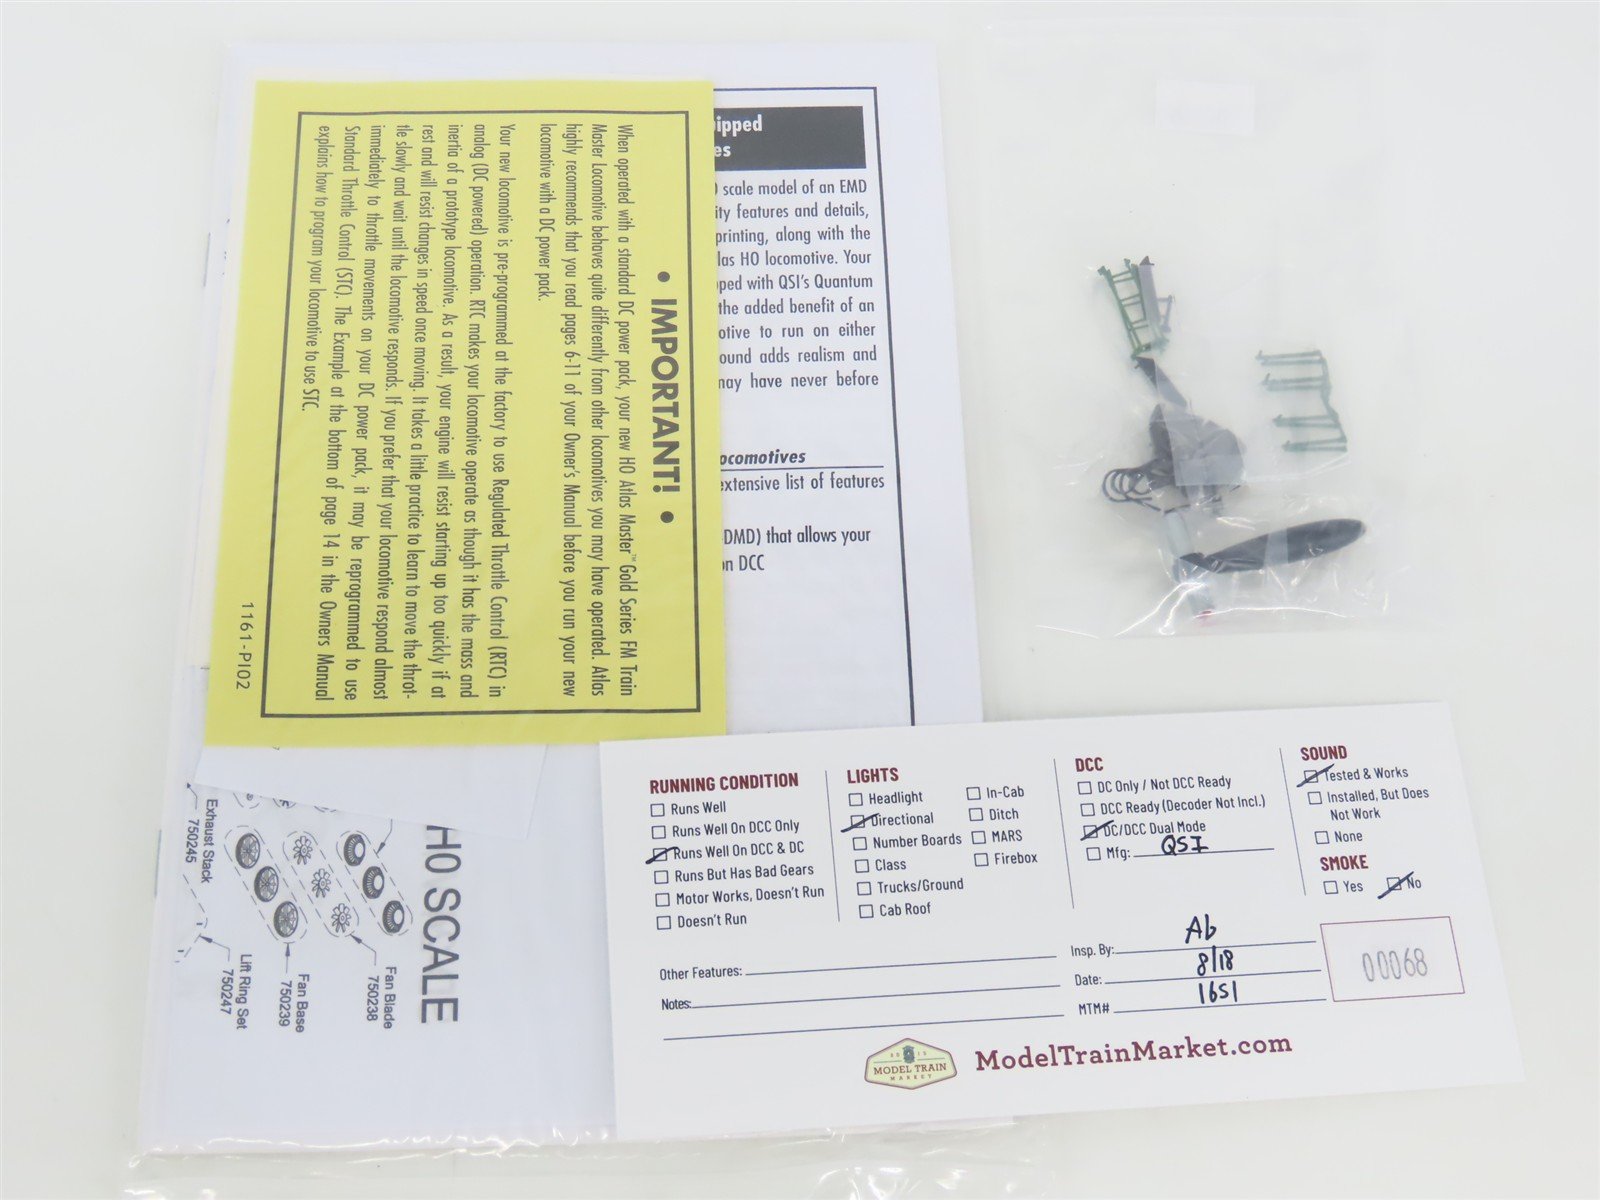 • IMPORTANT! •
When operated with a standard DC power pack, your new HO Atlas Master™ Gold Series FM Train
Master Locomotive behaves quite differently from other locomotives you may have operated. Atlas
highly recommends that you read pages 6-11 of your Owner's Manual before you run your new
locomotive with a DC power pack.
Your new locomotive is pre-programmed at the factory to use Regulated Throttle Control (RTC) in
analog (DC powered) operation. RTC makes your locomotive operate as though it has the mass and
inertia of a prototype locomotive. As a result, your engine will resist starting up too quickly if at
rest and will resist changes in speed once moving. It takes a little practice to learn to move the throt-
tle slowly and wait until the locomotive responds. If you prefer that your locomotive respond almost
immediately to throttle movements on your DC power pack, it may be reprogrammed to use
Standard Throttle Control (STC). The Example at the bottom of page 14 in the Owners Manual
explains how to program your locomotive to use STC.
1161-PI02
ipped
es
scale model of an EMD
ity features and details,
printing, along with the
las HO locomotive. Your
ped with QSI's Quantum
the added benefit of an
otive to run on either
ound adds realism and
may have never before
ocomotives
extensive list of features
DMD) that allows your
n DCC
HO SCALE
Fan Blade
750238
Fan Base
750239
Lift Ring Set
750247
Exhaust Stack
750245
RUNNING CONDITION
Runs Well
Runs Well On DCC Only
Runs Well On DCC & DC
Runs But Has Bad Gears
Motor Works, Doesn't Run
Doesn't Run
LIGHTS
Headlight
Directional
Number Boards
Class
Trucks/Ground
Cab Roof
In-Cab
Ditch
MARS
Firebox
DCC
DC Only / Not DCC Ready
DCC Ready (Decoder Not Incl.)
DC/DCC Dual Mode
Mfg: QSI
SOUND
Tested & Works
Installed, But Does
Not Work
None
SMOKE
Yes No
Other Features:
Notes:
Insp. By: Ab
Date: 8/18
MTM# 1651
00068
2015
MODEL TRAIN
MARKET
ModelTrainMarket.com